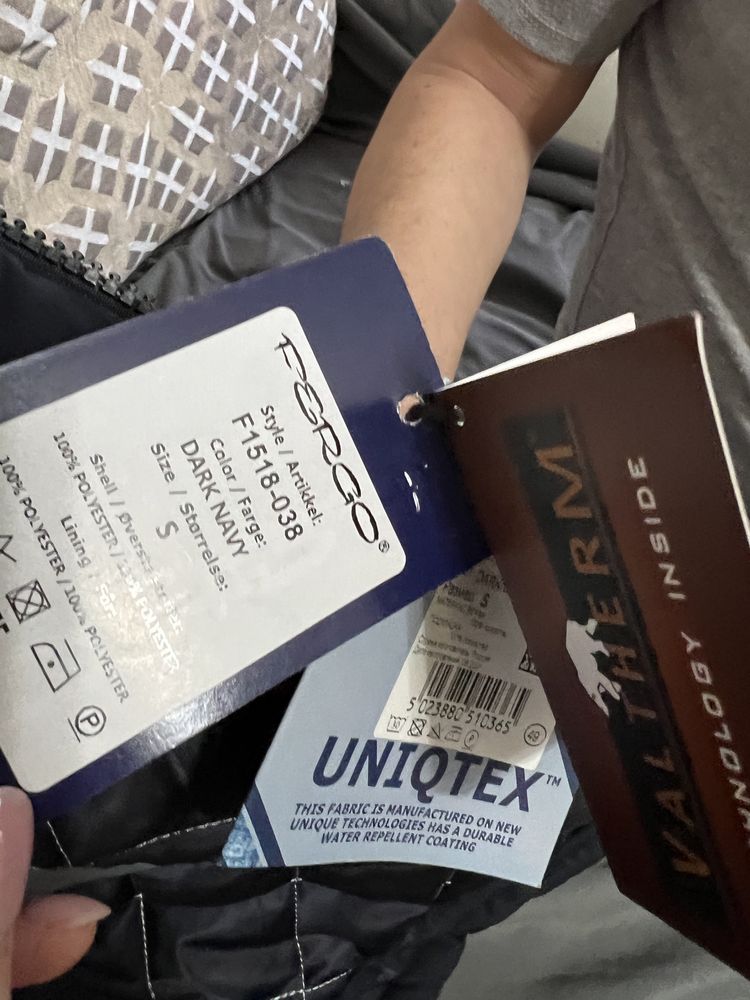 FERGO®
Style / Artikkel:
F1518-038
Color / Farge:
DARK NAVY
Size / Størrelse:
S
Shell /
100% POLYESTER /
Lining /
100% POLYESTER / 100% POLYESTER
P
VALTHERM
INSIDE
Размер S
5 023880 510365
UNIQTEX™
THIS FABRIC IS MANUFACTURED ON NEW
UNIQUE TECHNOLOGIES HAS A DURABLE
WATER REPELLENT COATING